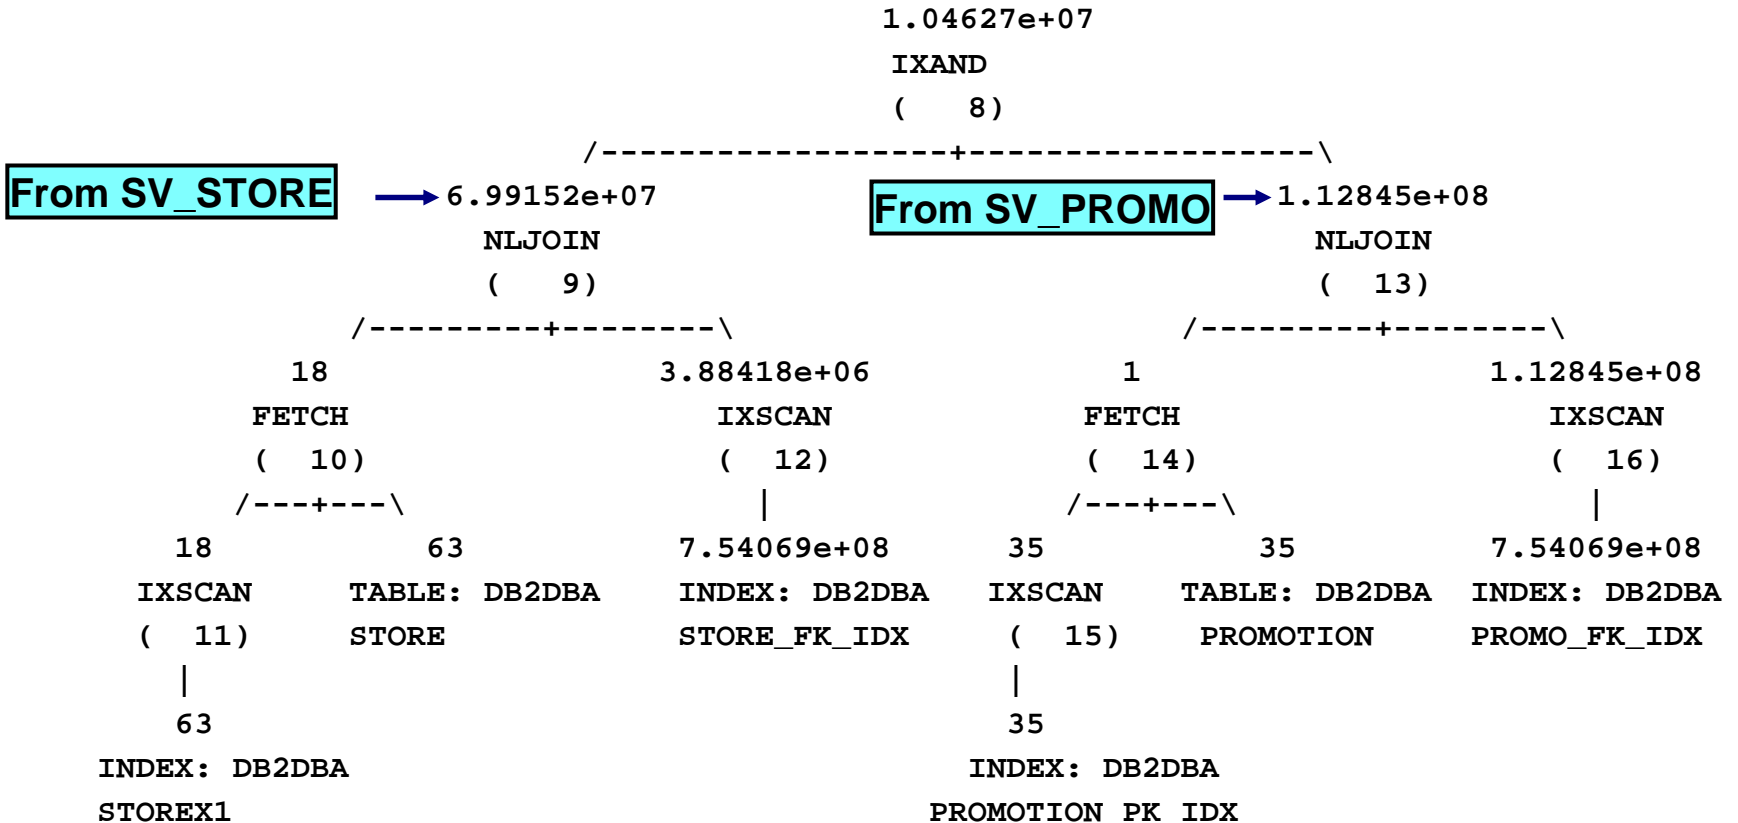 1.04627e+07
IXAND
(   8)
/------------------+------------------\
From SV_STORE 6.99152e+07 From SV_PROMO 1.12845e+08
NLJOIN NLJOIN
(   9) (  13)
/---------+--------\ /---------+--------\
18 3.88418e+06 1 1.12845e+08
FETCH IXSCAN FETCH IXSCAN
(  10) (  12) (  14) (  16)
/---+---\ | /---+---\ |
18 63 7.54069e+08 35 35 7.54069e+08
IXSCAN TABLE: DB2DBA INDEX: DB2DBA IXSCAN TABLE: DB2DBA INDEX: DB2DBA
(  11) STORE STORE_FK_IDX (  15) PROMOTION PROMO_FK_IDX
| |
63 35
INDEX: DB2DBA INDEX: DB2DBA
STOREX1 PROMOTION PK IDX